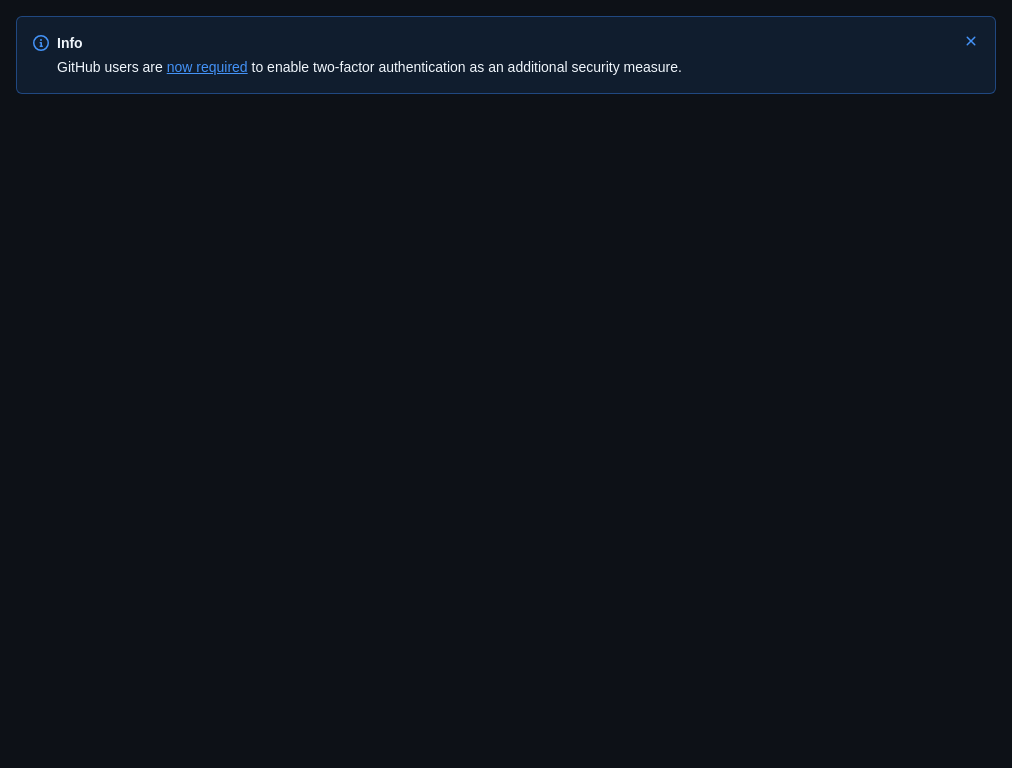 Info
GitHub users are now required to enable two-factor authentication as an additional security measure.